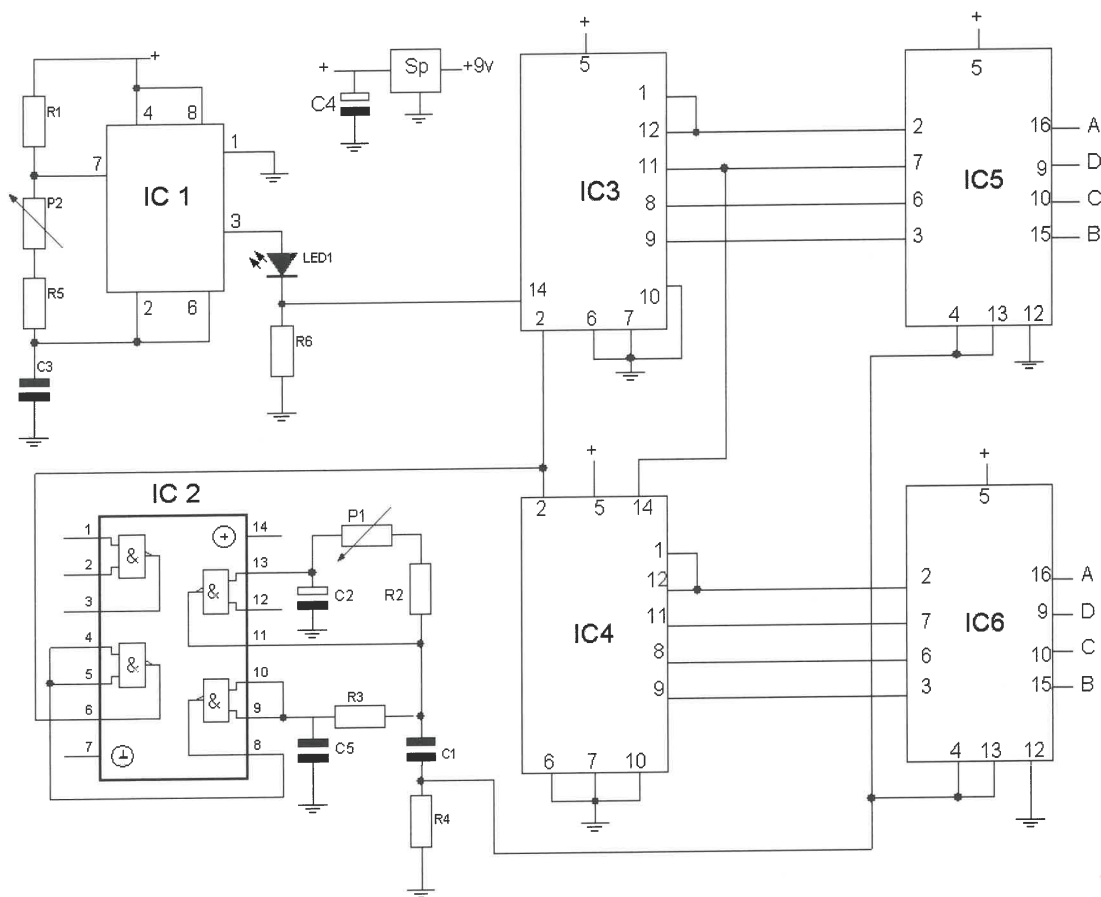 +
R1
P2
R5
C3
4
8
7
1
IC 1
3
2
6
LED1
R6
+
Sp
+9v
C4
+
5
1
12
11
IC3
8
9
14
10
2
6
7
+
5
2
16
A
7
9
D
IC5
6
10
C
3
15
B
4
13
12
IC 2
1
&
2
3
4
&
5
6
7
+
14
13
&
12
11
10
&
9
8
P1
C2
R2
R3
C5
C1
R4
+
2
5
14
1
12
IC4
11
8
9
6
7
10
+
5
2
16
A
7
9
D
IC6
6
10
C
3
15
B
4
13
12